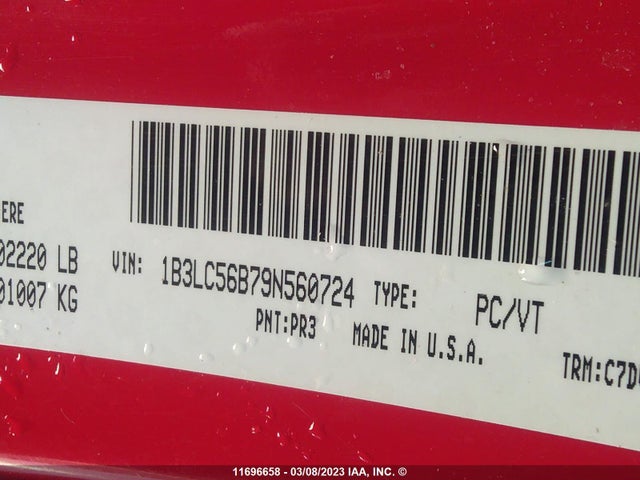 ERE
02220 LB
01007 KG
VIN: 1B3LC56B79N560724 TYPE: PC/VT
PNT:PR3 MADE IN U.S.A.
TRM:C7D
11696658 - 03/08/2023 IAA, INC. ©